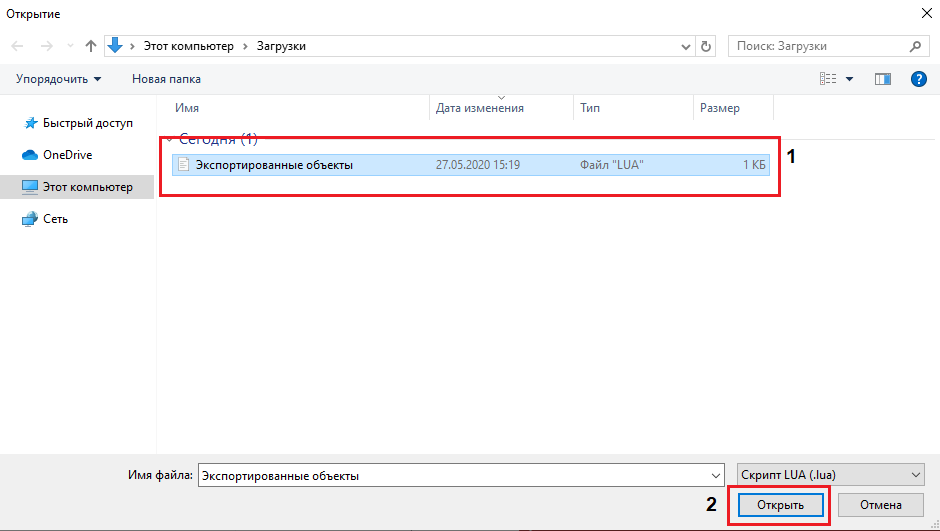 Открытие
Этот компьютер › Загрузки
Поиск: Загрузки
Упорядочить
Новая папка
Имя
Дата изменения
Тип
Размер
Быстрый доступ
OneDrive
Этот компьютер
Сеть
Сегодня (1)
Экспортированные объекты 27.05.2020 15:19 Файл "LUA" 1 КБ
1
Имя файла: Экспортированные объекты
Скрипт LUA (.lua)
2
Открыть
Отмена